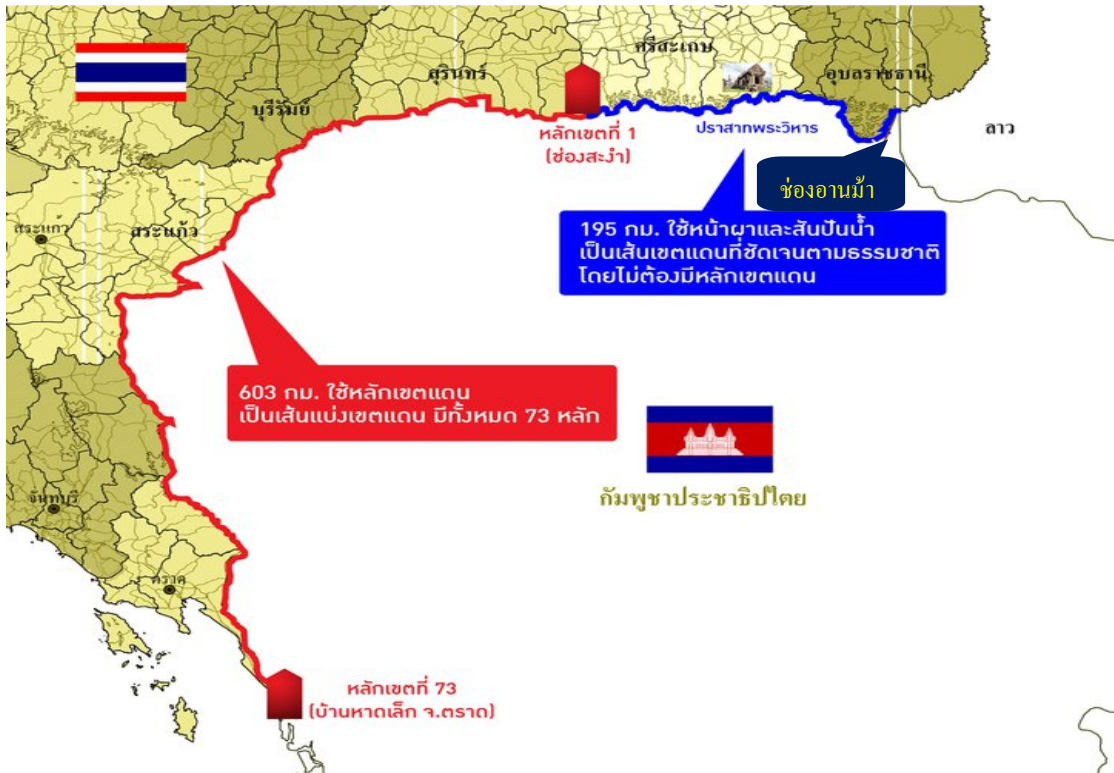 ศรีสะเกษ
สุรินทร์
อุบลราชธานี
บุรีรัมย์
หลักเขตที่ 1
(ช่องสะงำ)
ปราสาทพระวิหาร
ลาว
ช่องอานม้า
สระแก้ว
สระแก้ว
195 กม. ใช้หน้าผาและสันปันน้ำ
เป็นเส้นเขตแดนที่ชัดเจนตามธรรมชาติ
โดยไม่ต้องมีหลักเขตแดน
603 กม. ใช้หลักเขตแดน
เป็นเส้นแบ่งเขตแดน มีทั้งหมด 73 หลัก
กัมพูชาประชาธิปไตย
จันทบุรี
ตราด
หลักเขตที่ 73
(บ้านหาดเล็ก จ.ตราด)